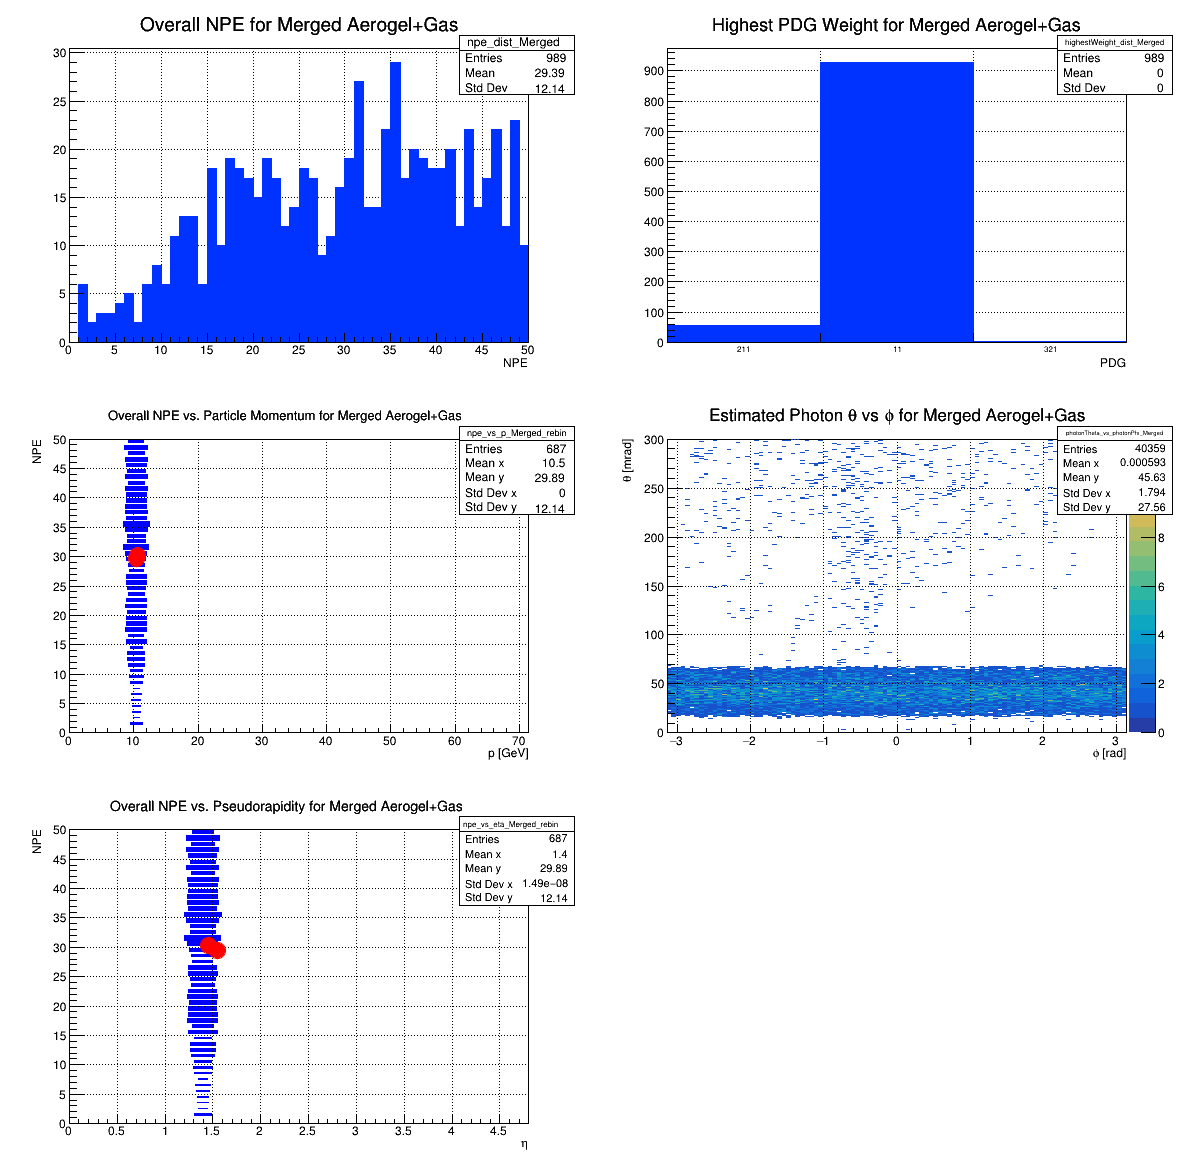 Overall NPE for Merged Aerogel+Gas
npe_dist_Merged
Entries 989
Mean 29.39
Std Dev 12.14
30
25
20
15
10
5
0
0 5 10 15 20 25 30 35 40 45 50
NPE
Highest PDG Weight for Merged Aerogel+Gas
highestWeight_dist_Merged
Entries 989
Mean 0
Std Dev 0
900
800
700
600
500
400
300
200
100
0
211 11 321
PDG
Overall NPE vs. Particle Momentum for Merged Aerogel+Gas
npe_vs_p_Merged_rebin
Entries 687
Mean x 10.5
Mean y 29.89
Std Dev x 0
Std Dev y 12.14
NPE
50
45
40
35
30
25
20
15
10
5
0
0 10 20 30 40 50 60 70
p [GeV]
Estimated Photon θ vs ϕ for Merged Aerogel+Gas
photonTheta_vs_photonPhi_Merged
Entries 40359
Mean x 0.000593
Mean y 45.63
Std Dev x 1.794
Std Dev y 27.56
θ [mrad]
300
250
200
150
100
50
0
−3 −2 −1 0 1 2 3
ϕ [rad]
8
6
4
2
0
Overall NPE vs. Pseudorapidity for Merged Aerogel+Gas
npe_vs_eta_Merged_rebin
Entries 687
Mean x 1.4
Mean y 29.89
Std Dev x 1.49e−08
Std Dev y 12.14
NPE
50
45
40
35
30
25
20
15
10
5
0
0 0.5 1 1.5 2 2.5 3 3.5 4 4.5
η